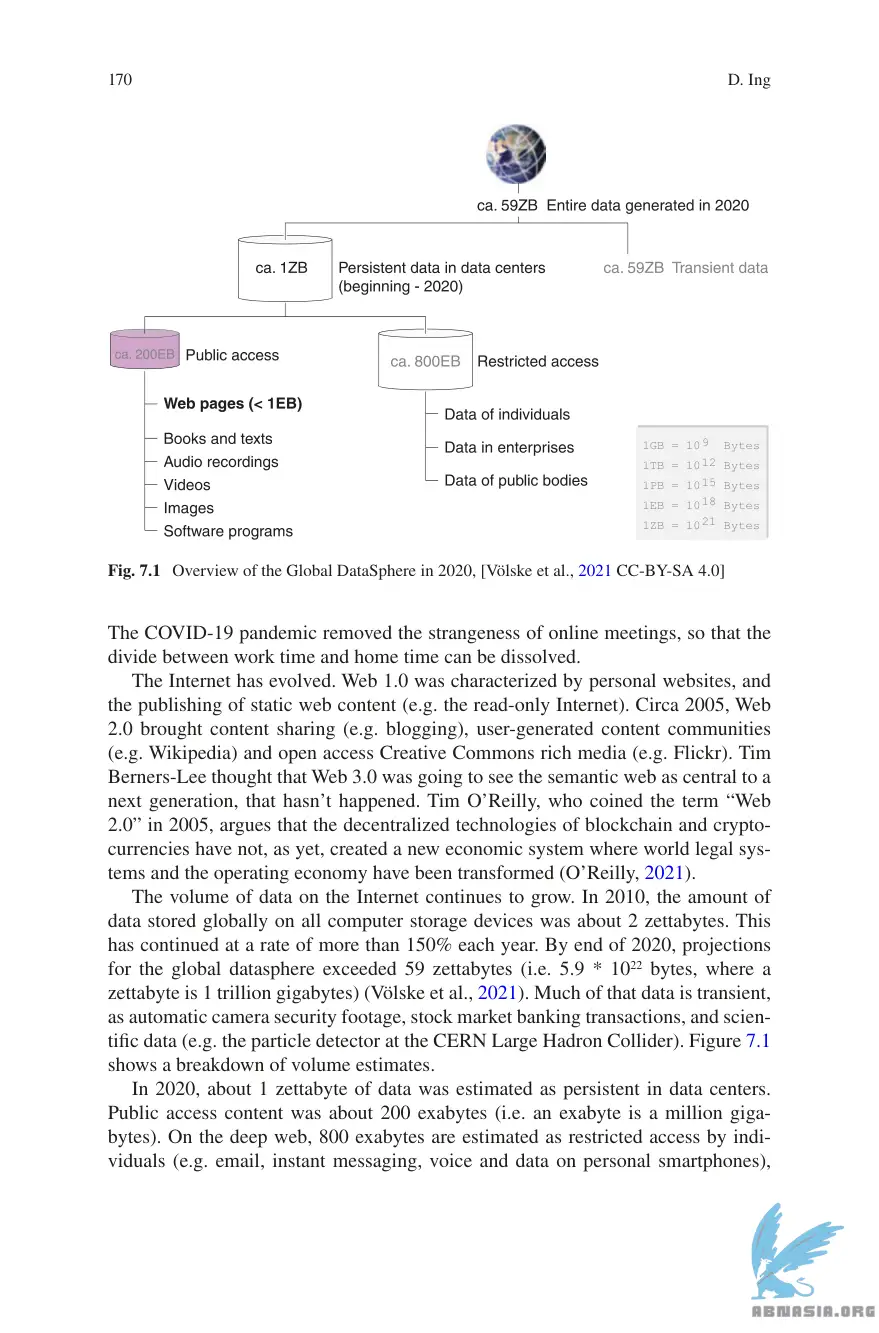 170
D. Ing
ca. 59ZB Entire data generated in 2020
ca. 1ZB
Persistent data in data centers
(beginning - 2020)
ca. 59ZB Transient data
ca. 200EB
Public access
ca. 800EB
Restricted access
Web pages (< 1EB)
Books and texts
Audio recordings
Videos
Images
Software programs
Data of individuals
Data in enterprises
Data of public bodies
1GB = 10⁹ Bytes
1TB = 10¹² Bytes
1PB = 10¹⁵ Bytes
1EB = 10¹⁸ Bytes
1ZB = 10²¹ Bytes
Fig. 7.1 Overview of the Global DataSphere in 2020, [Völske et al., 2021 CC-BY-SA 4.0]
The COVID-19 pandemic removed the strangeness of online meetings, so that the
divide between work time and home time can be dissolved.
The Internet has evolved. Web 1.0 was characterized by personal websites, and
the publishing of static web content (e.g. the read-only Internet). Circa 2005, Web
2.0 brought content sharing (e.g. blogging), user-generated content communities
(e.g. Wikipedia) and open access Creative Commons rich media (e.g. Flickr). Tim
Berners-Lee thought that Web 3.0 was going to see the semantic web as central to a
next generation, that hasn't happened. Tim O'Reilly, who coined the term “Web
2.0” in 2005, argues that the decentralized technologies of blockchain and crypto-
currencies have not, as yet, created a new economic system where world legal sys-
tems and the operating economy have been transformed (O'Reilly, 2021).
The volume of data on the Internet continues to grow. In 2010, the amount of
data stored globally on all computer storage devices was about 2 zettabytes. This
has continued at a rate of more than 150% each year. By end of 2020, projections
for the global datasphere exceeded 59 zettabytes (i.e. 5.9 * 10²² bytes, where a
zettabyte is 1 trillion gigabytes) (Völske et al., 2021). Much of that data is transient,
as automatic camera security footage, stock market banking transactions, and scien-
tific data (e.g. the particle detector at the CERN Large Hadron Collider). Figure 7.1
shows a breakdown of volume estimates.
In 2020, about 1 zettabyte of data was estimated as persistent in data centers.
Public access content was about 200 exabytes (i.e. an exabyte is a million giga-
bytes). On the deep web, 800 exabytes are estimated as restricted access by indi-
viduals (e.g. email, instant messaging, voice and data on personal smartphones),
ABNASIA.ORG